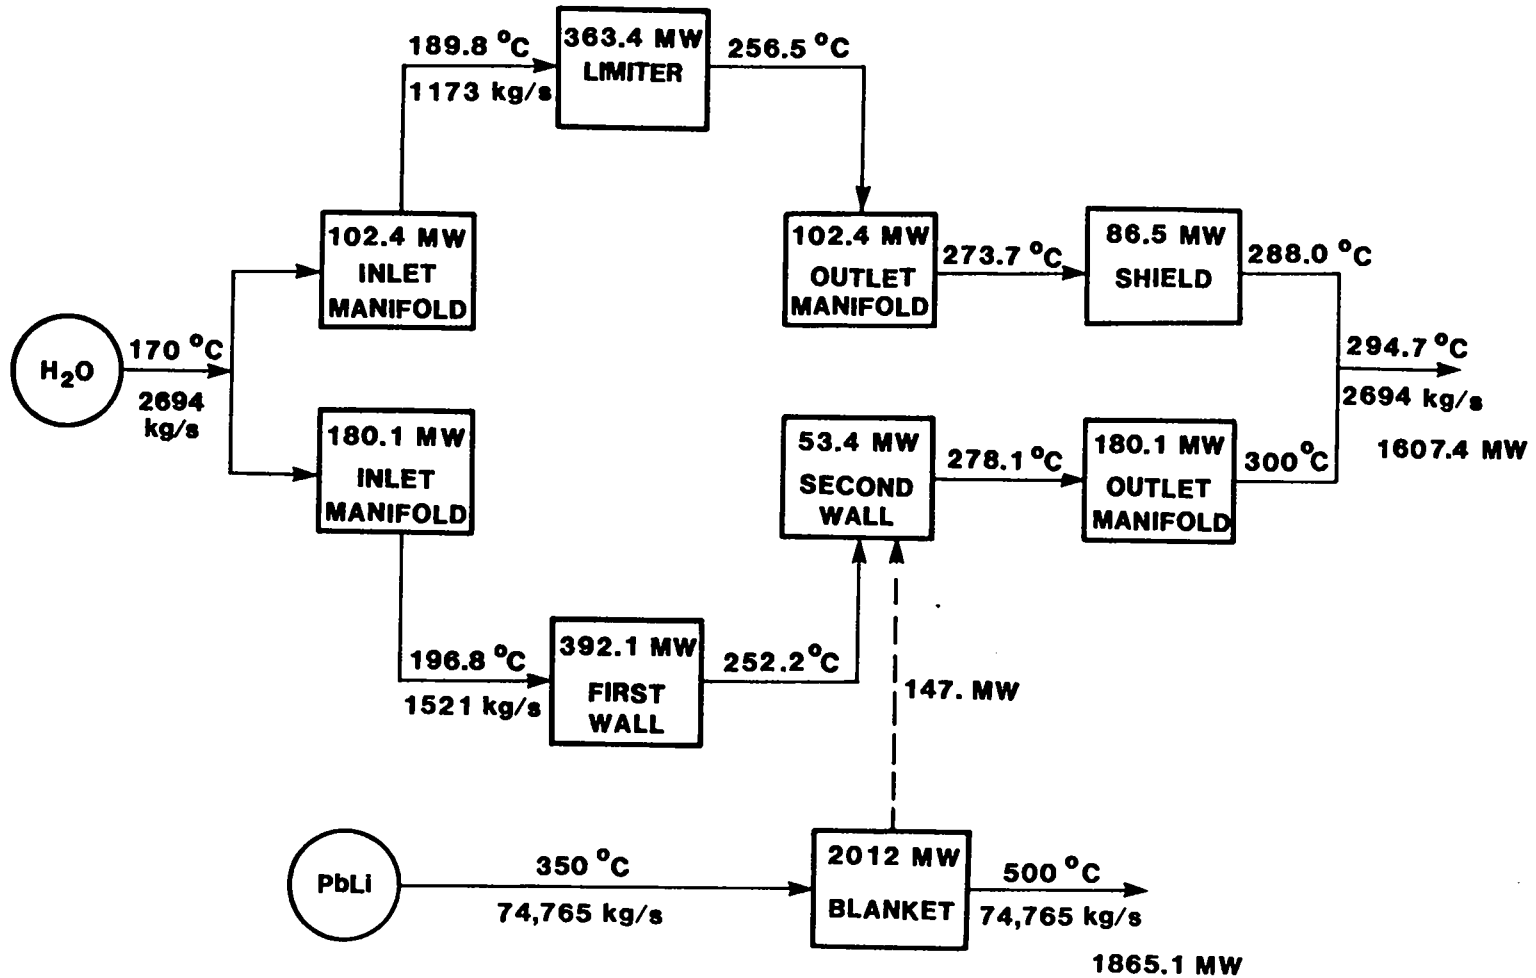 189.8 °C
1173 kg/s
363.4 MW
LIMITER
256.5 °C
102.4 MW
INLET
MANIFOLD
102.4 MW
OUTLET
MANIFOLD
273.7 °C
86.5 MW
SHIELD
288.0 °C
H₂O
170 °C
2694
kg/s
294.7 °C
2694 kg/s
1607.4 MW
180.1 MW
INLET
MANIFOLD
53.4 MW
SECOND
WALL
278.1 °C
180.1 MW
OUTLET
MANIFOLD
300 °C
196.8 °C
1521 kg/s
392.1 MW
FIRST
WALL
252.2 °C
147. MW
PbLi
350 °C
74,765 kg/s
2012 MW
BLANKET
500 °C
74,765 kg/s
1865.1 MW